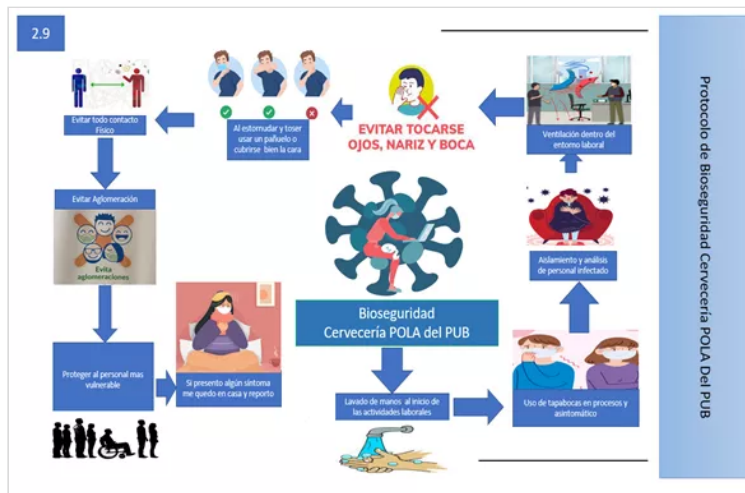 2.9
Evitar todo contacto
Físico
Al estornudar y toser
usar un pañuelo o
cubrirse bien la cara
EVITAR TOCARSE
OJOS, NARIZ Y BOCA
Ventilación dentro del
entorno laboral
Evitar Aglomeración
Evita
aglomeraciones
Aislamiento y análisis
de personal infectado
Bioseguridad
Cervecería POLA del PUB
Proteger al personal mas
vulnerable
Si presento algún síntoma
me quedo en casa y reporto
Lavado de manos al inicio de
las actividades laborales
Uso de tapabocas en procesos y
asintomático
Protocolo de Bioseguridad Cervecería POLA Del PUB